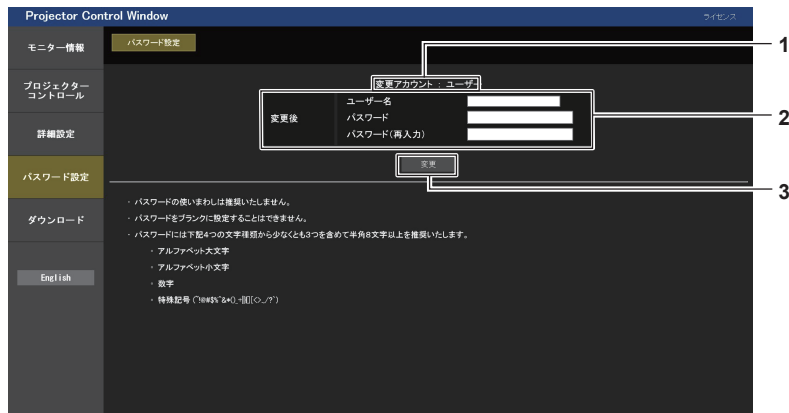 Projector Control Window
ライセンス
モニター情報
パスワード設定
1
プロジェクター
コントロール
変更アカウント : ユーザー
変更後
ユーザー名
パスワード
パスワード(再入力)
2
詳細設定
変更
パスワード設定
3
・ パスワードの使いまわしは推奨いたしません。
・ パスワードをブランクに設定することはできません。
・ パスワードには下記4つの文字種類から少なくとも3つを含めて半角8文字以上を推奨いたします。
ダウンロード
・ アルファベット大文字
・ アルファベット小文字
English
・ 数字
・ 特殊記号